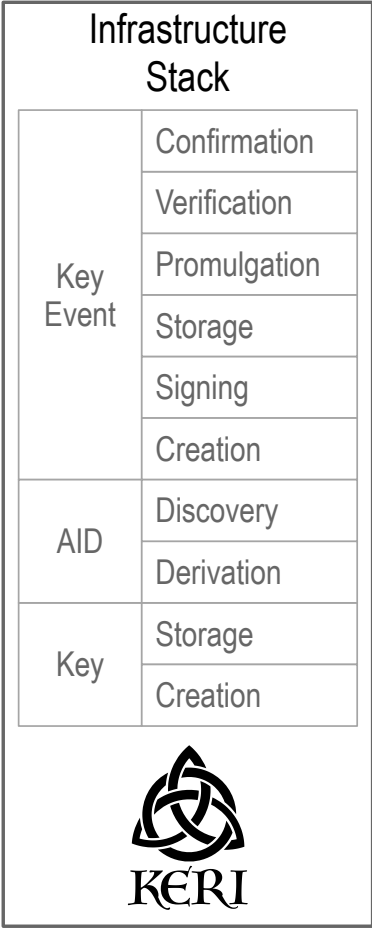 Infrastructure
Stack
Key
Event
Confirmation
Verification
Promulgation
Storage
Signing
Creation
AID
Discovery
Derivation
Key
Storage
Creation
KERI